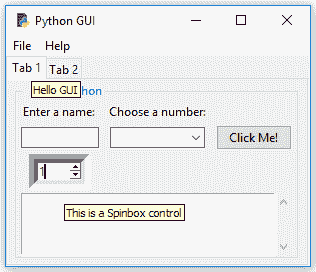 Python GUI
File Help
Tab 1 Tab 2
Hello GUI hon
Enter a name: Choose a number:
Click Me!
1
This is a Spinbox control